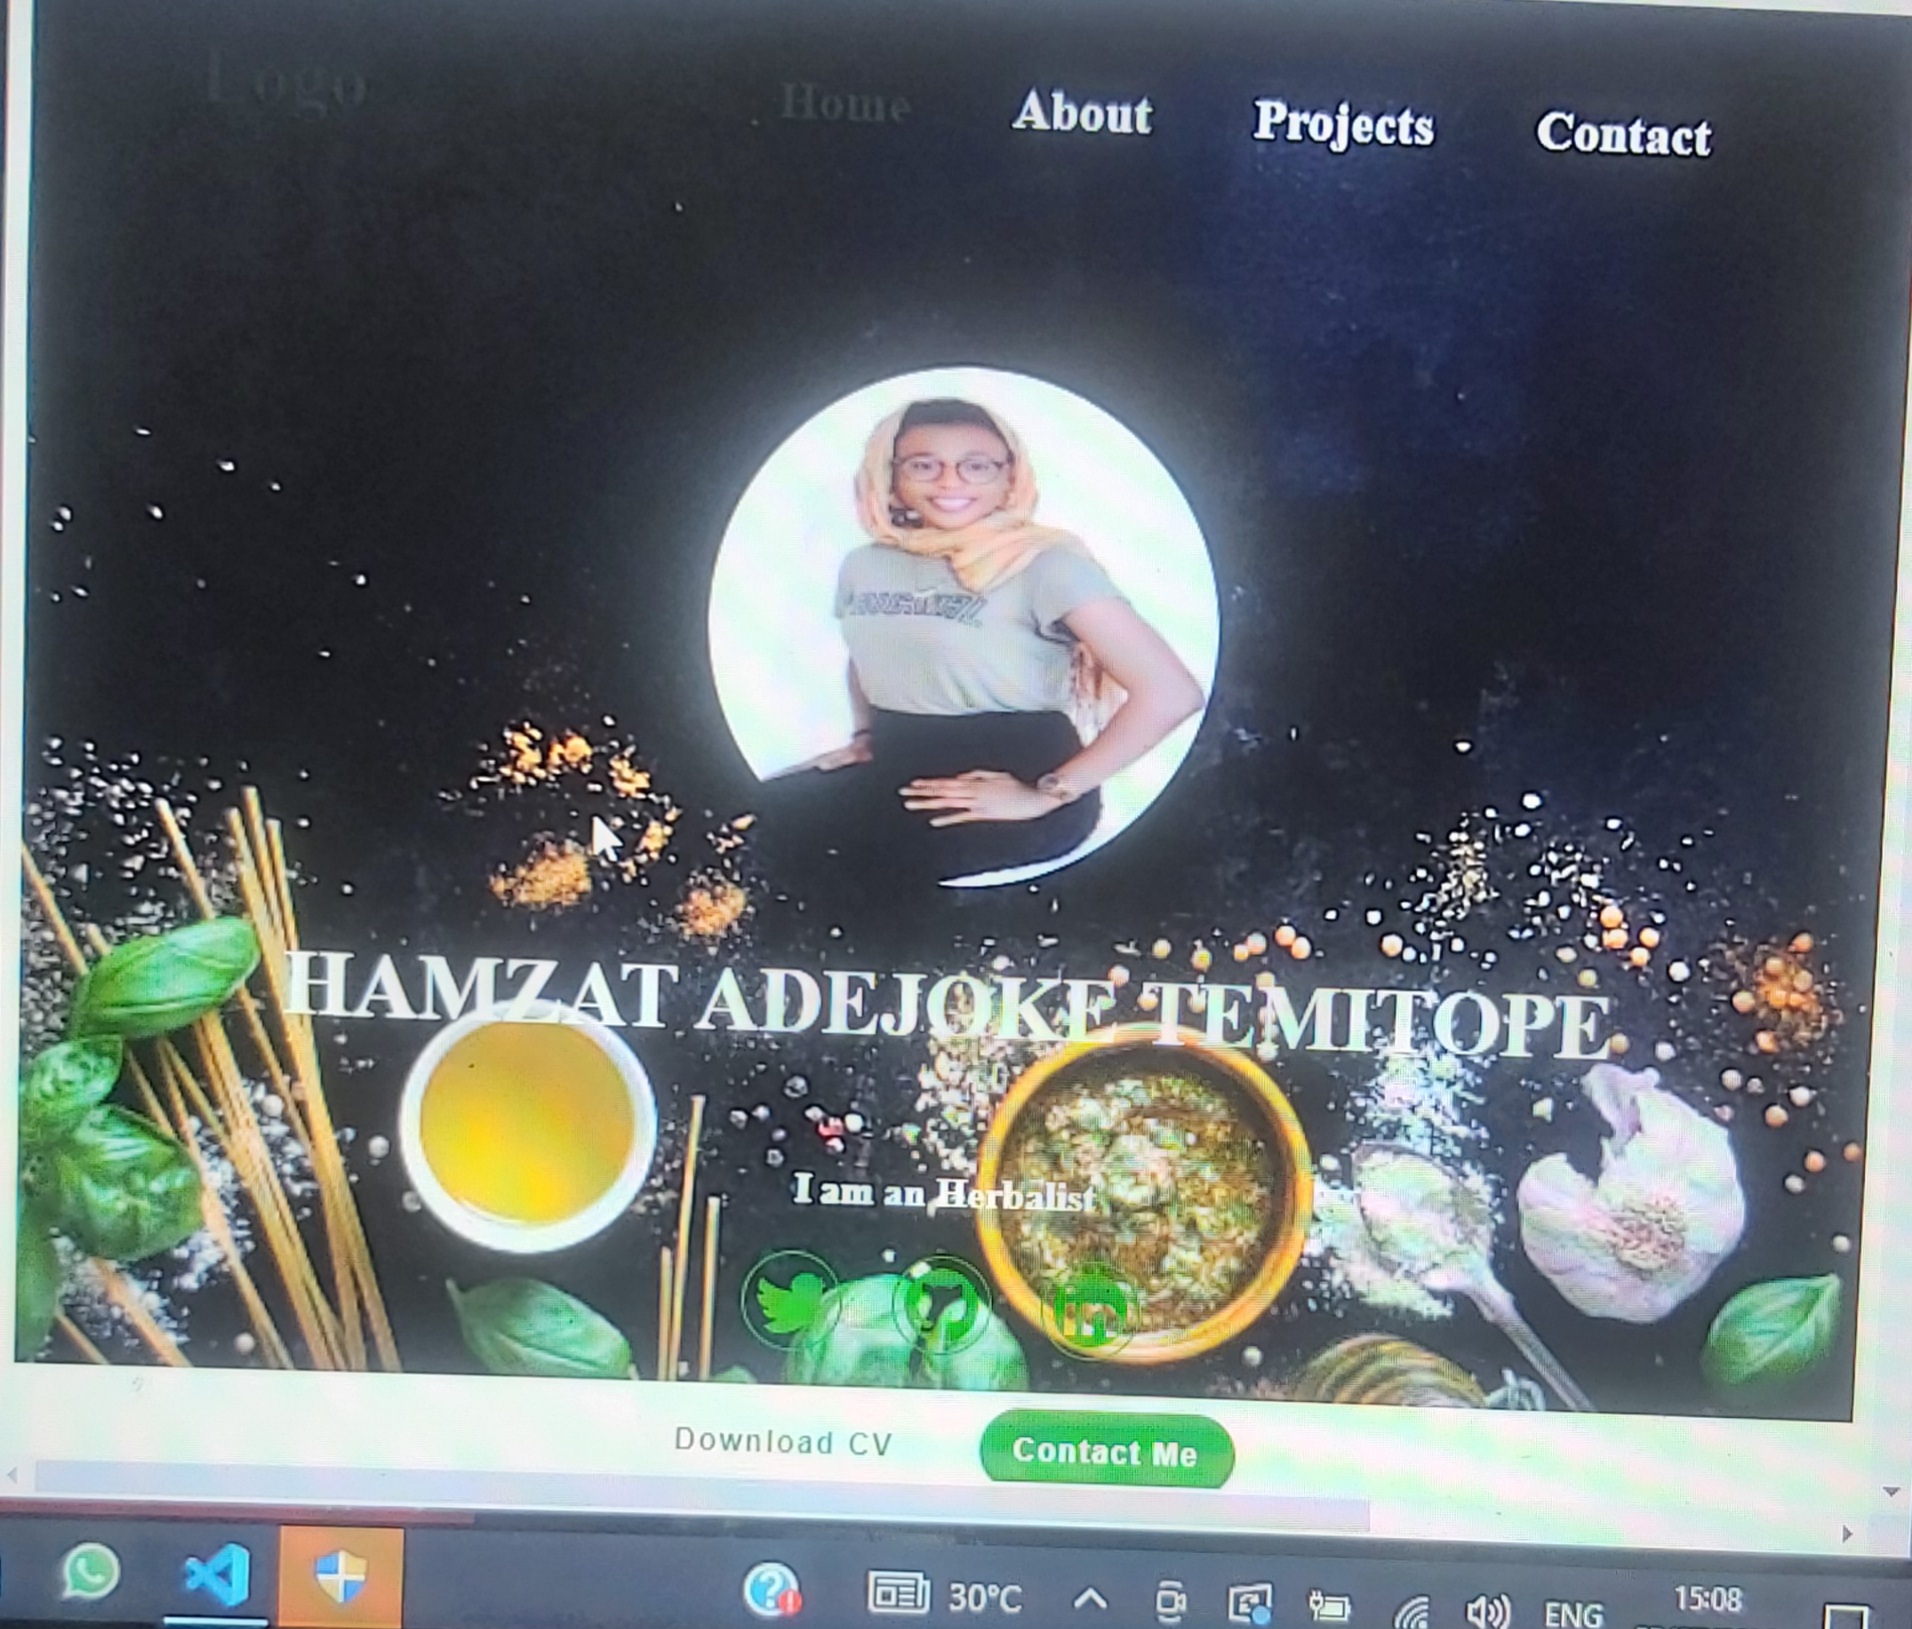 Logo
Home About Projects Contact
HAMZAT ADEJOKE TEMITOPE
I am an Herbalist
in
Download CV Contact Me
30°C ENG 15:08